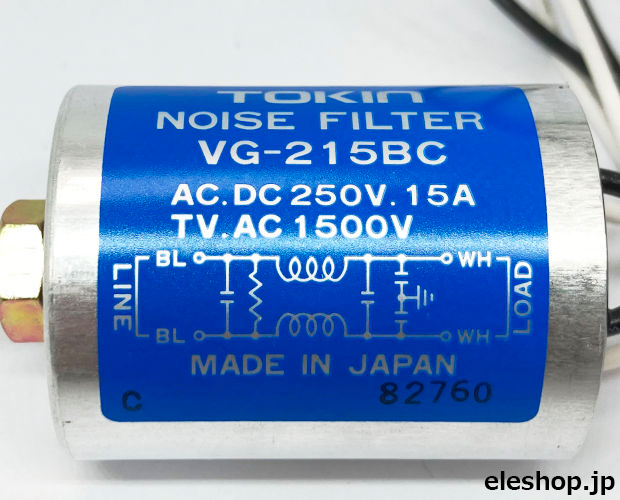 TOKIN
NOISE FILTER
VG-215BC
AC.DC 250V. 15A
TV. AC 1500V
LINE
BL
WH
LOAD
BL
WH
MADE IN JAPAN
C
82760
eleshop.jp